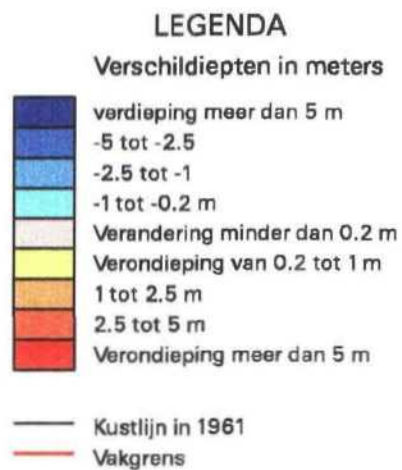 LEGENDA
Verschildiepten in meters
verdieping meer dan 5 m
-5 tot -2.5
-2.5 tot -1
-1 tot -0.2 m
Verandering minder dan 0.2 m
Verondieping van 0.2 tot 1 m
1 tot 2.5 m
2.5 tot 5 m
Verondieping meer dan 5 m
Kustlijn in 1961
Vakgrens